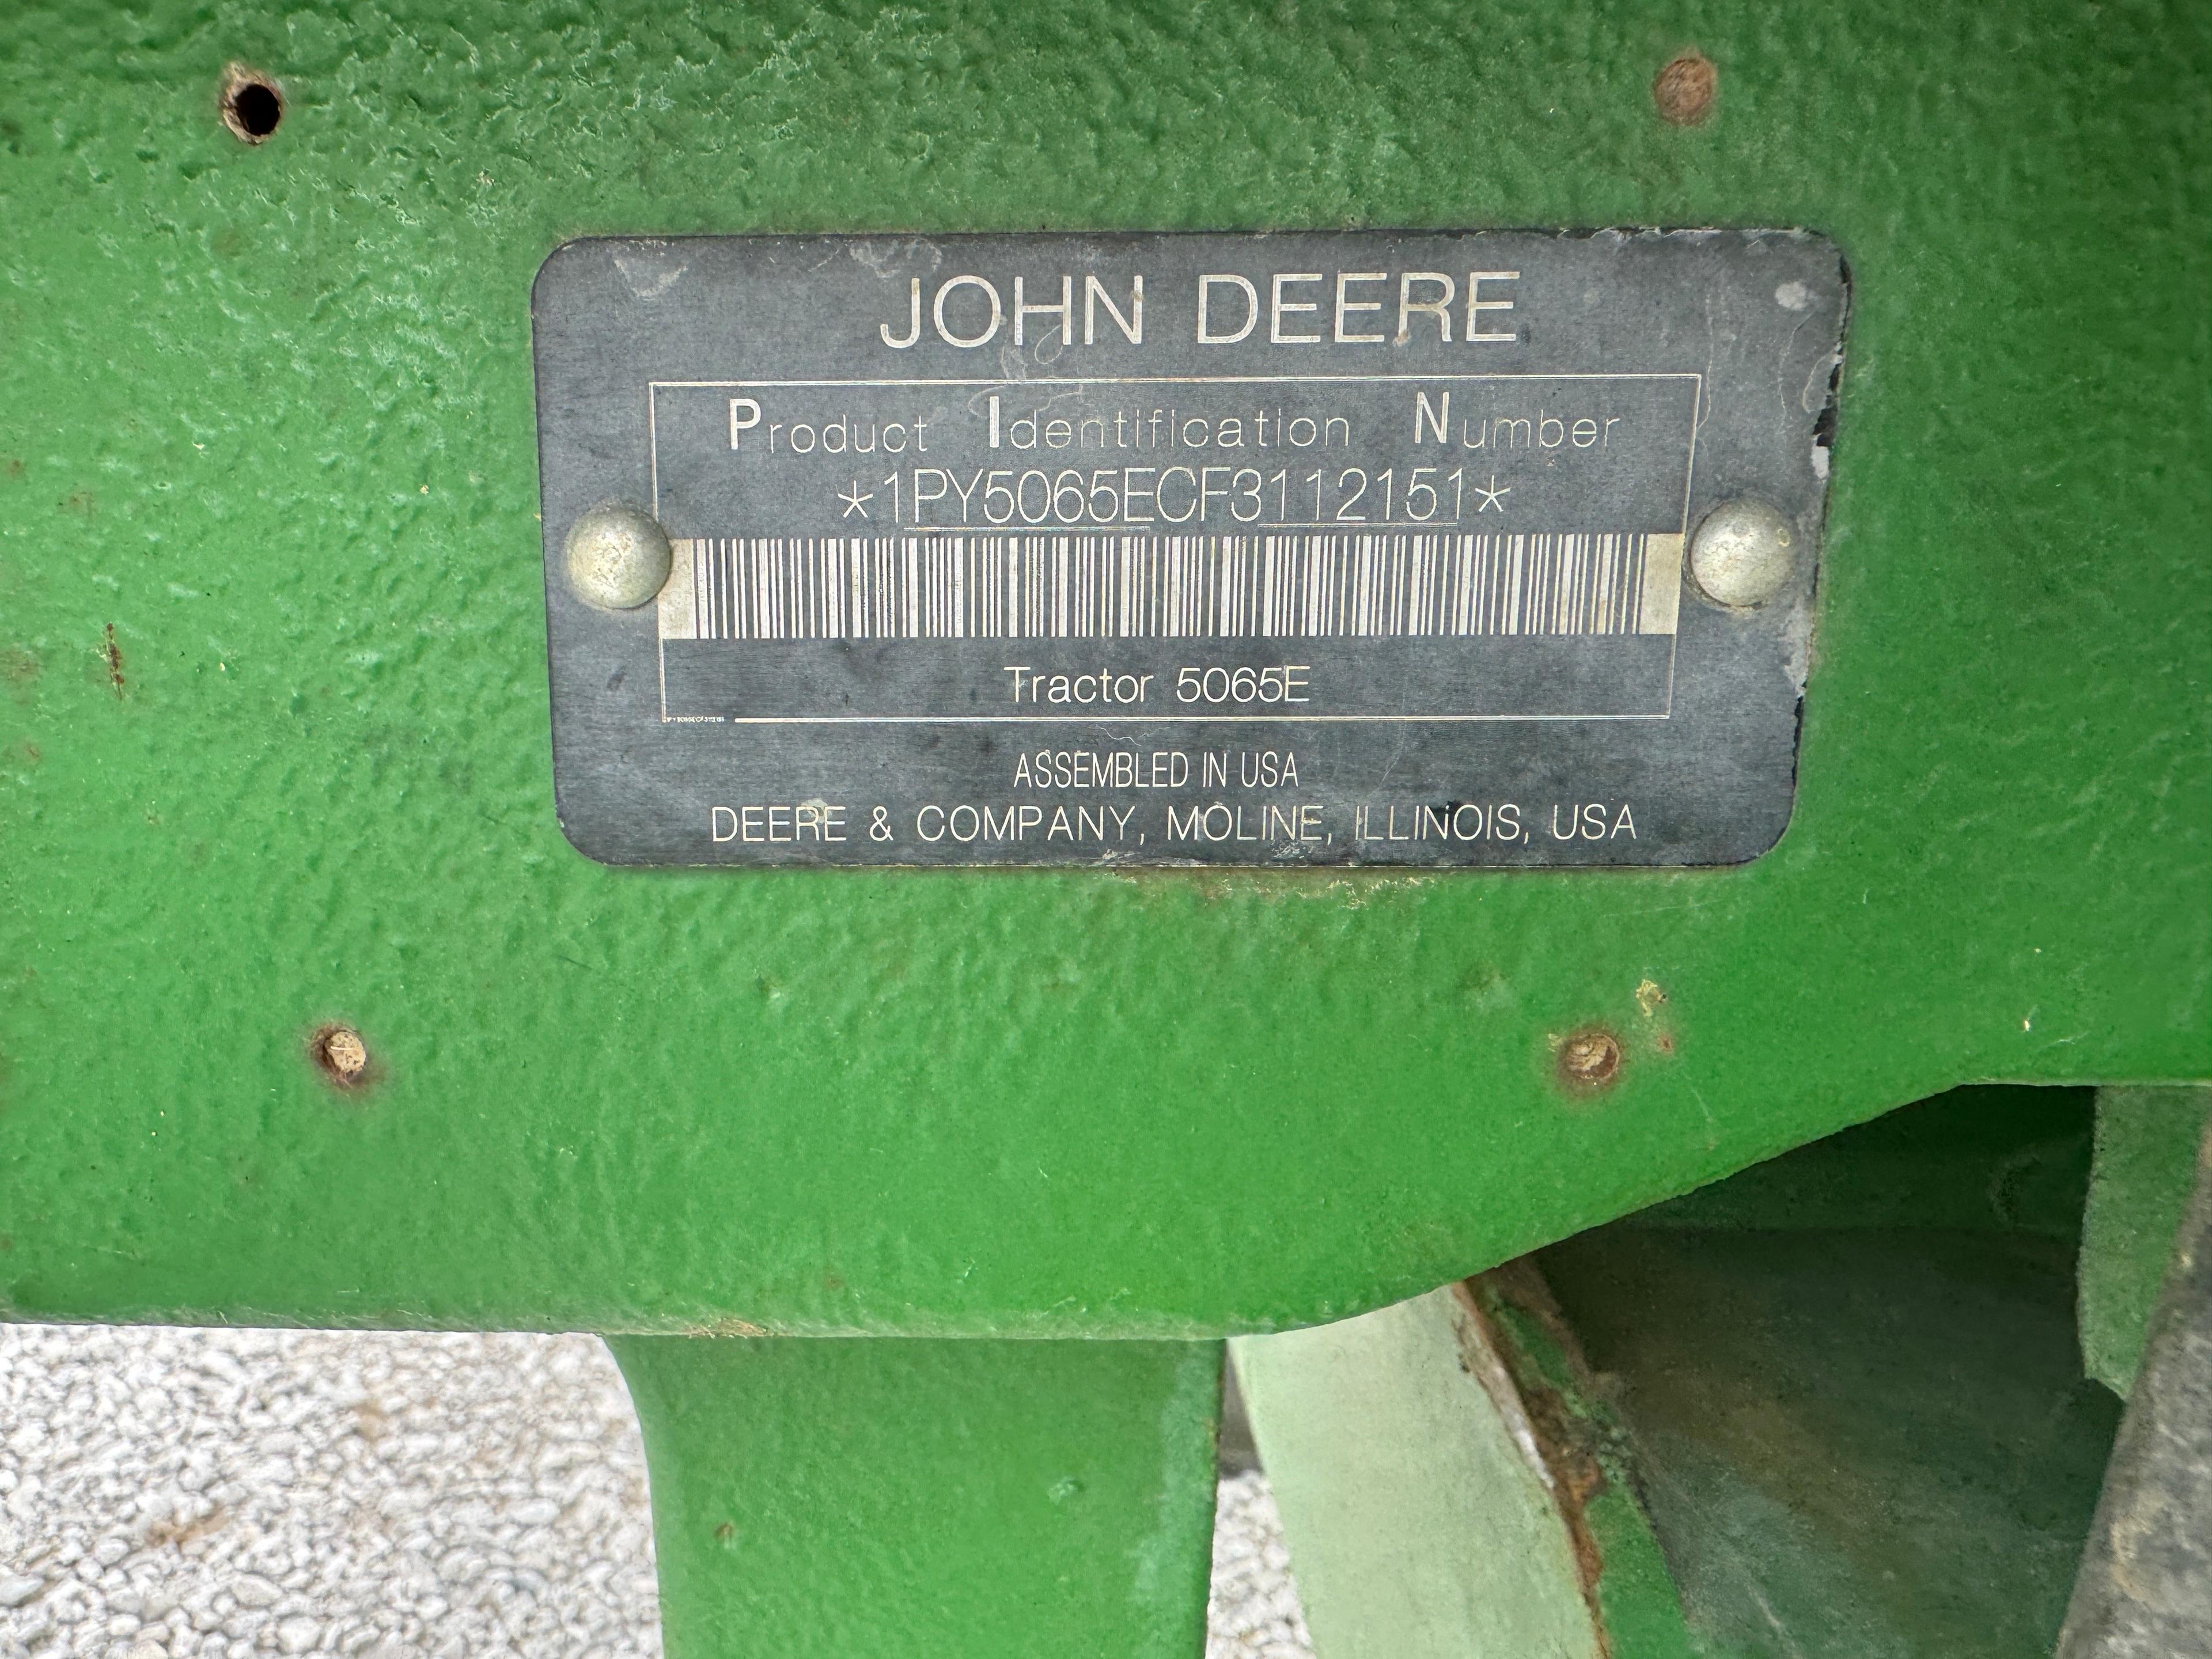 JOHN DEERE
Product Identification Number
*1PY5065ECF3112151*
Tractor 5065E
ASSEMBLED IN USA
DEERE & COMPANY, MOLINE, ILLINOIS, USA